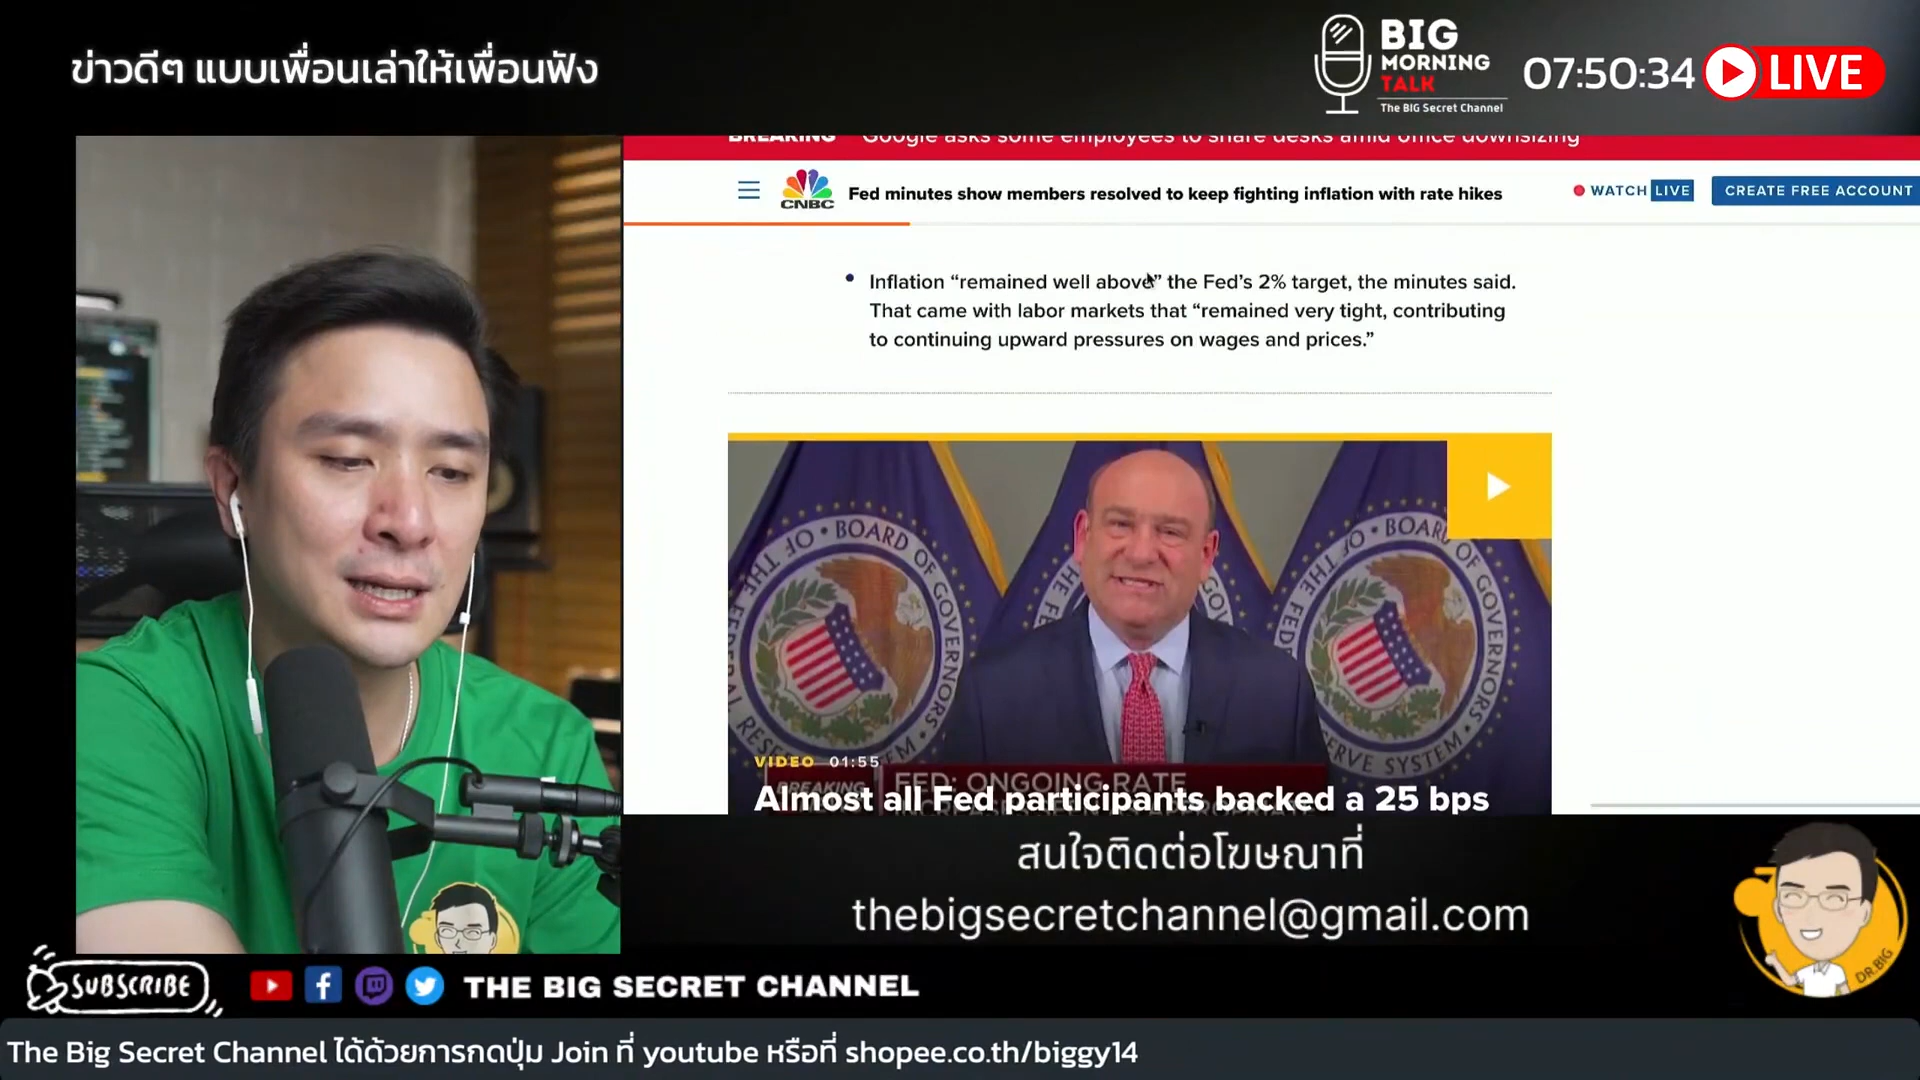 ข่าวดีๆ แบบเพื่อนเล่าให้เพื่อนฟัง
BIG
MORNING
TALK
The BIG Secret Channel
07:50:34
LIVE
BREAKING Google asks some employees to share desks amid office downsizing
CNBC
Fed minutes show members resolved to keep fighting inflation with rate hikes
WATCH LIVE
CREATE FREE ACCOUNT
• Inflation “remained well above” the Fed’s 2% target, the minutes said.
That came with labor markets that “remained very tight, contributing
to continuing upward pressures on wages and prices.”
VIDEO 01:55
BREAKING
FED: ONGOING RATE
Almost all Fed participants backed a 25 bps
สนใจติดต่อโฆษณาที่
thebigsecretchannel@gmail.com
DR.BIG
SUBSCRIBE
THE BIG SECRET CHANNEL
The Big Secret Channel ได้ด้วยการกดปุ่ม Join ที่ youtube หรือที่ shopee.co.th/biggy14